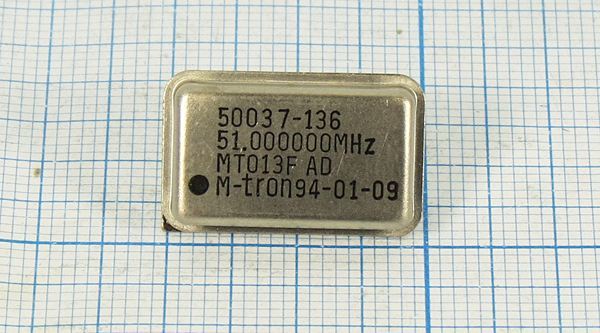 50037-136
51.000000MHz
MT013F AD
M-tron94-01-09